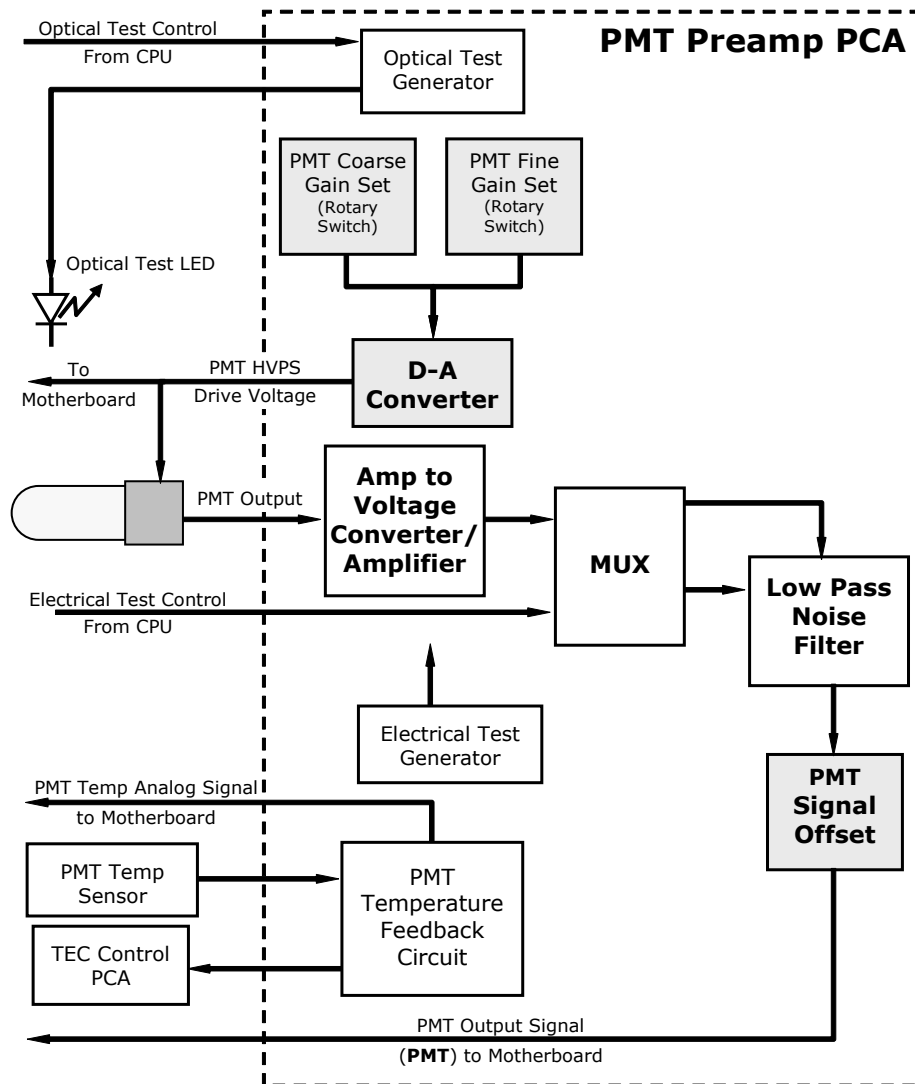 PMT Preamp PCA
Optical Test Control
From CPU
Optical Test
Generator
PMT Coarse
Gain Set
(Rotary
Switch)
PMT Fine
Gain Set
(Rotary
Switch)
Optical Test LED
To
Motherboard
PMT HVPS
Drive Voltage
D-A
Converter
PMT Output
Amp to
Voltage
Converter/
Amplifier
MUX
Low Pass
Noise
Filter
Electrical Test Control
From CPU
Electrical Test
Generator
PMT
Signal
Offset
PMT Temp Analog Signal
to Motherboard
PMT Temp
Sensor
PMT
Temperature
Feedback
Circuit
TEC Control
PCA
PMT Output Signal
(PMT) to Motherboard